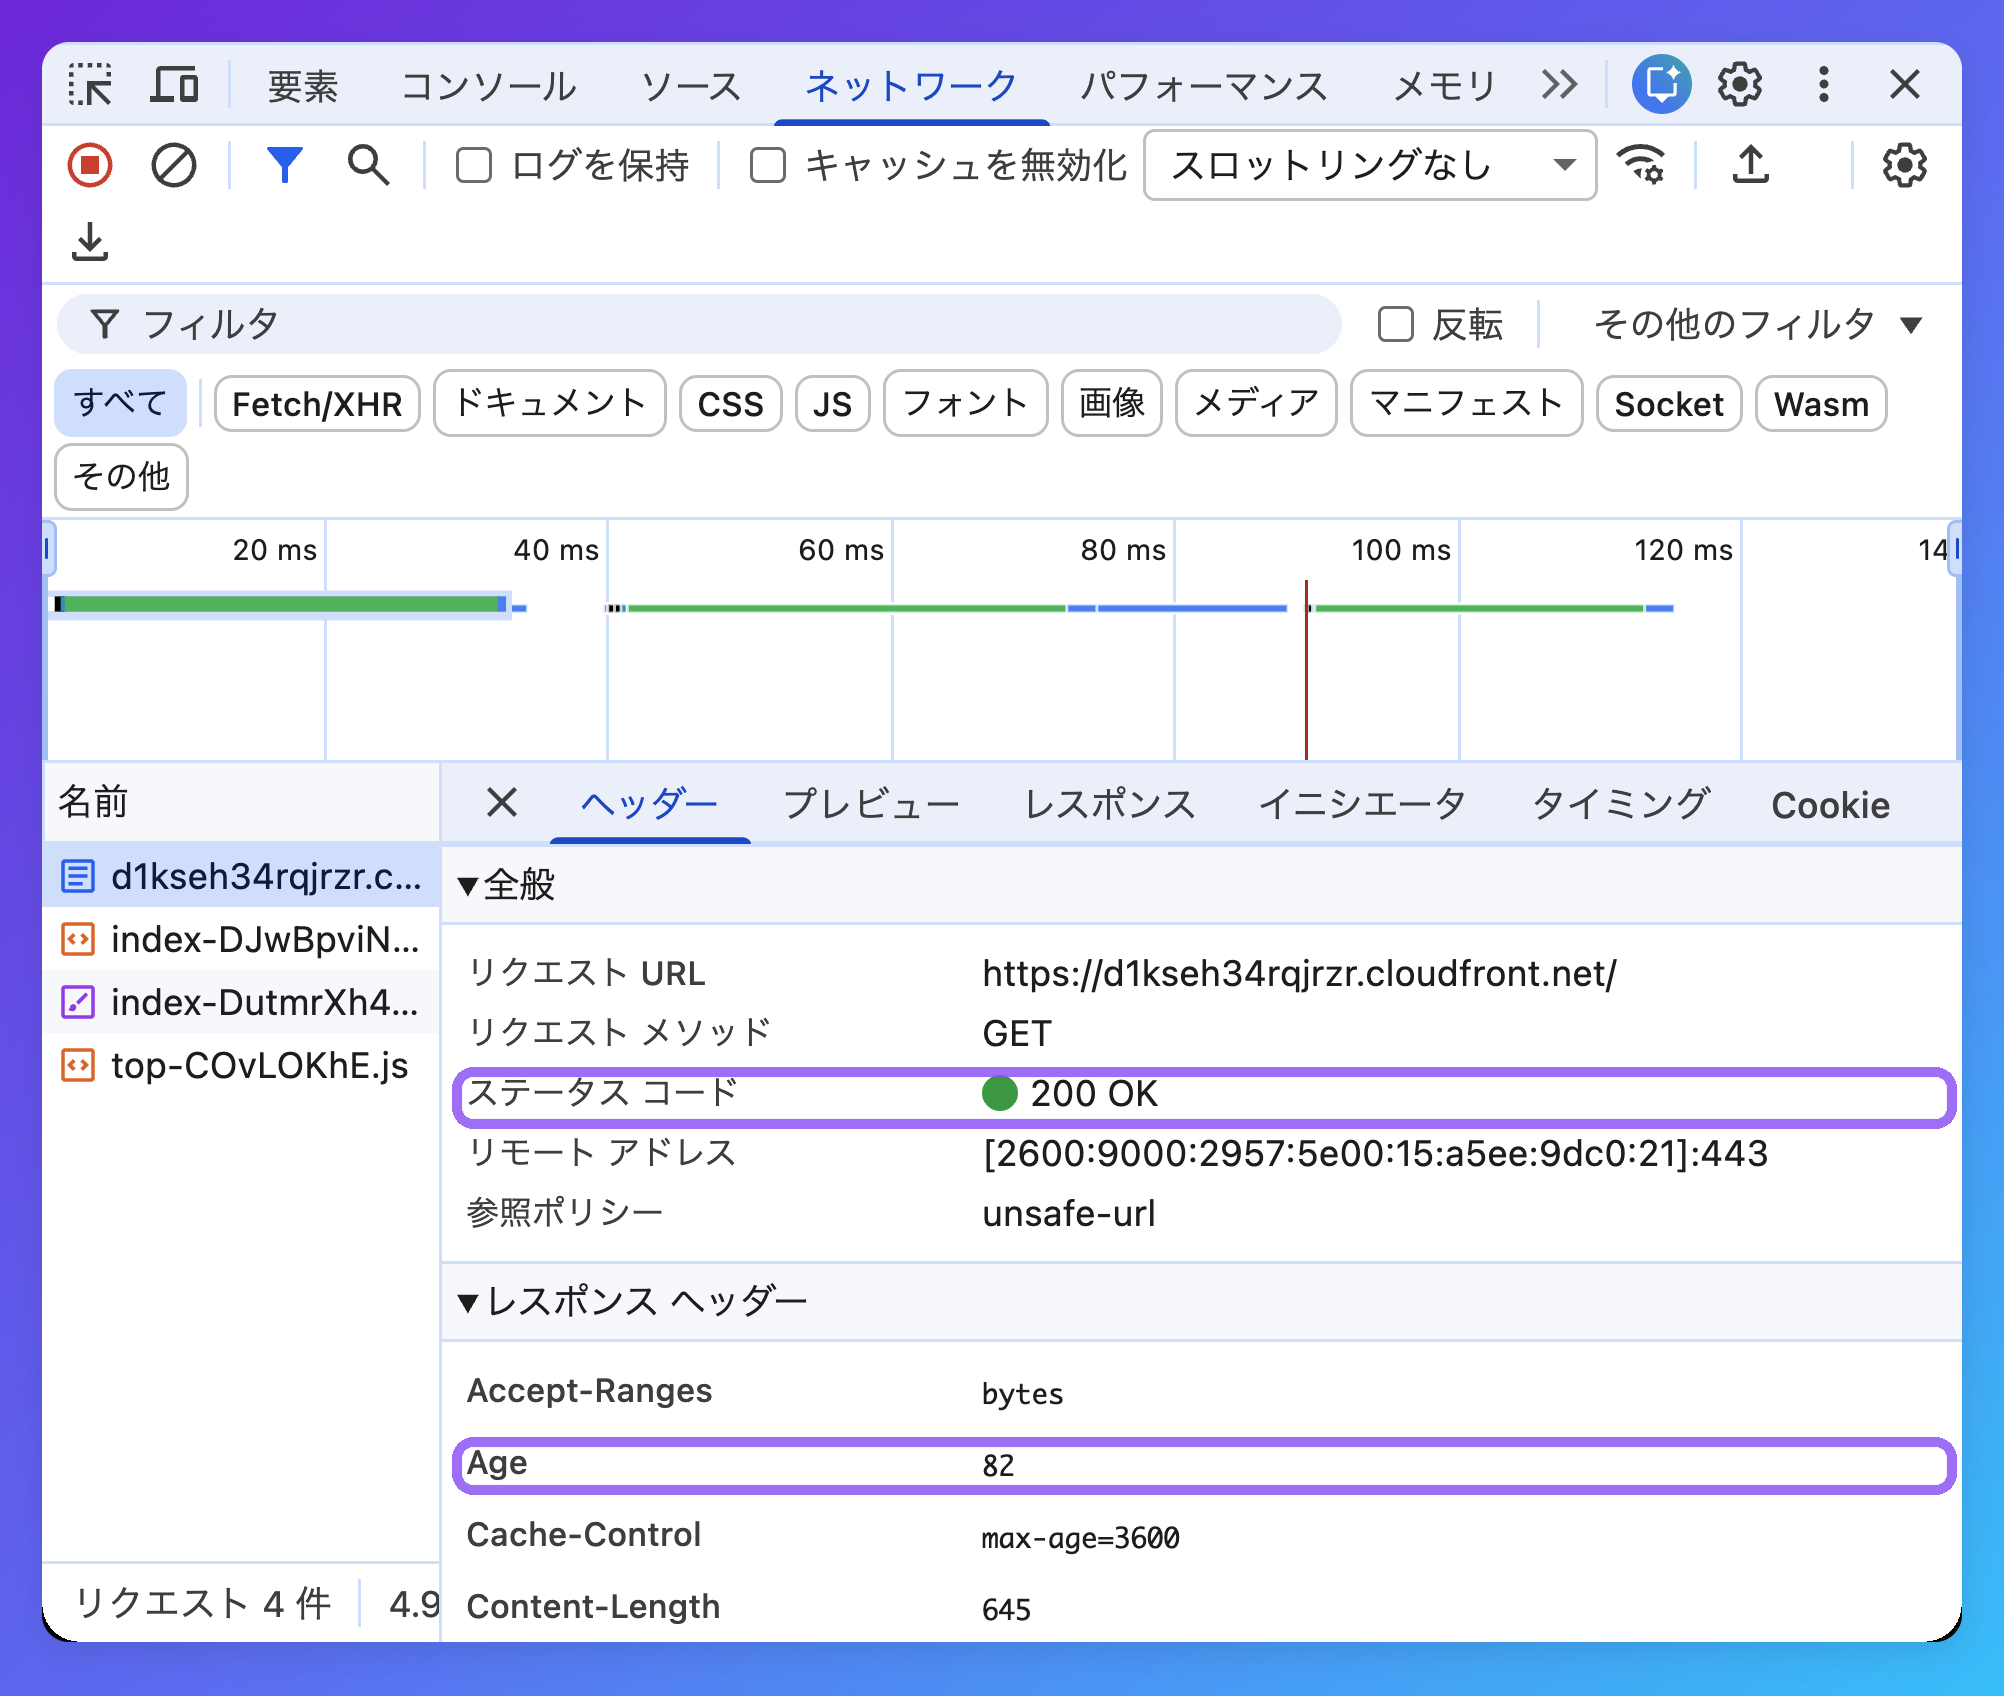 要素 コンソール ソース ネットワーク パフォーマンス メモリ
ログを保持 キャッシュを無効化 スロットリングなし
フィルタ 反転 その他のフィルタ
すべて Fetch/XHR ドキュメント CSS JS フォント 画像 メディア マニフェスト Socket Wasm
その他
20 ms 40 ms 60 ms 80 ms 100 ms 120 ms 14
名前 ヘッダー プレビュー レスポンス イニシエータ タイミング Cookie
d1kseh34rqjrzr.c...
index-DJwBpviN...
index-DutmrXh4...
top-COvLOKhE.js
全般
リクエスト URL https://d1kseh34rqjrzr.cloudfront.net/
リクエスト メソッド GET
ステータス コード 200 OK
リモート アドレス [2600:9000:2957:5e00:15:a5ee:9dc0:21]:443
参照ポリシー unsafe-url
レスポンス ヘッダー
Accept-Ranges bytes
Age 82
Cache-Control max-age=3600
Content-Length 645
リクエスト 4 件 4.9